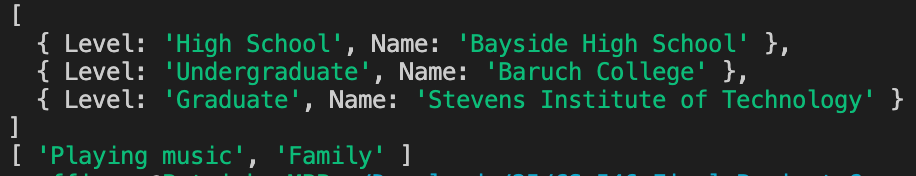 [
{ Level: 'High School', Name: 'Bayside High School' },
{ Level: 'Undergraduate', Name: 'Baruch College' },
{ Level: 'Graduate', Name: 'Stevens Institute of Technology' }
]
[ 'Playing music', 'Family' ]